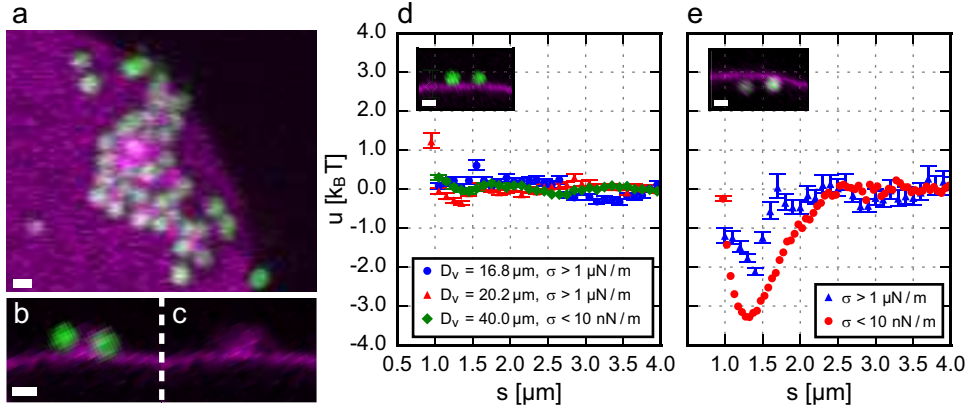 a
b
c
d
4.0
3.0
2.0
1.0
0.0
-1.0
-2.0
-3.0
-4.0
u [k_B T]
D_v = 16.8 µm, σ > 1 µN / m
D_v = 20.2 µm, σ > 1 µN / m
D_v = 40.0 µm, σ < 10 nN / m
0.5 1.0 1.5 2.0 2.5 3.0 3.5 4.0
s [µm]
e
σ > 1 µN / m
σ < 10 nN / m
1.0 1.5 2.0 2.5 3.0 3.5 4.0
s [µm]